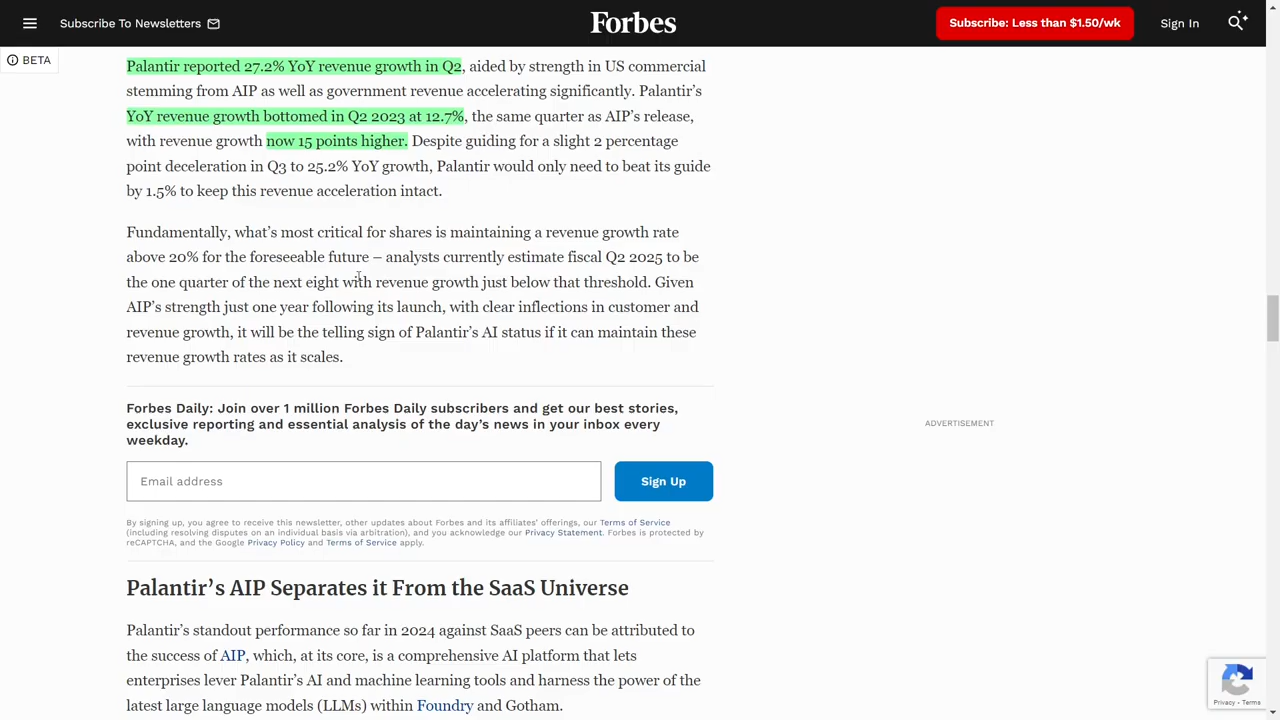 Subscribe To Newsletters
Forbes
Subscribe: Less than $1.50/wk
Sign In
BETA
Palantir reported 27.2% YoY revenue growth in Q2, aided by strength in US commercial
stemming from AIP as well as government revenue accelerating significantly. Palantir’s
YoY revenue growth bottomed in Q2 2023 at 12.7%, the same quarter as AIP’s release,
with revenue growth now 15 points higher. Despite guiding for a slight 2 percentage
point deceleration in Q3 to 25.2% YoY growth, Palantir would only need to beat its guide
by 1.5% to keep this revenue acceleration intact.
Fundamentally, what’s most critical for shares is maintaining a revenue growth rate
above 20% for the foreseeable future – analysts currently estimate fiscal Q2 2025 to be
the one quarter of the next eight with revenue growth just below that threshold. Given
AIP’s strength just one year following its launch, with clear inflections in customer and
revenue growth, it will be the telling sign of Palantir’s AI status if it can maintain these
revenue growth rates as it scales.
Forbes Daily: Join over 1 million Forbes Daily subscribers and get our best stories,
exclusive reporting and essential analysis of the day’s news in your inbox every
weekday.
Email address
Sign Up
By signing up, you agree to receive this newsletter, other updates about Forbes and its affiliates’ offerings, our Terms of Service
(including resolving disputes on an individual basis via arbitration), and you acknowledge our Privacy Statement. Forbes is protected by
reCAPTCHA, and the Google Privacy Policy and Terms of Service apply.
ADVERTISEMENT
Palantir’s AIP Separates it From the SaaS Universe
Palantir’s standout performance so far in 2024 against SaaS peers can be attributed to
the success of AIP, which, at its core, is a comprehensive AI platform that lets
enterprises lever Palantir’s AI and machine learning tools and harness the power of the
latest large language models (LLMs) within Foundry and Gotham.
Privacy • Terms